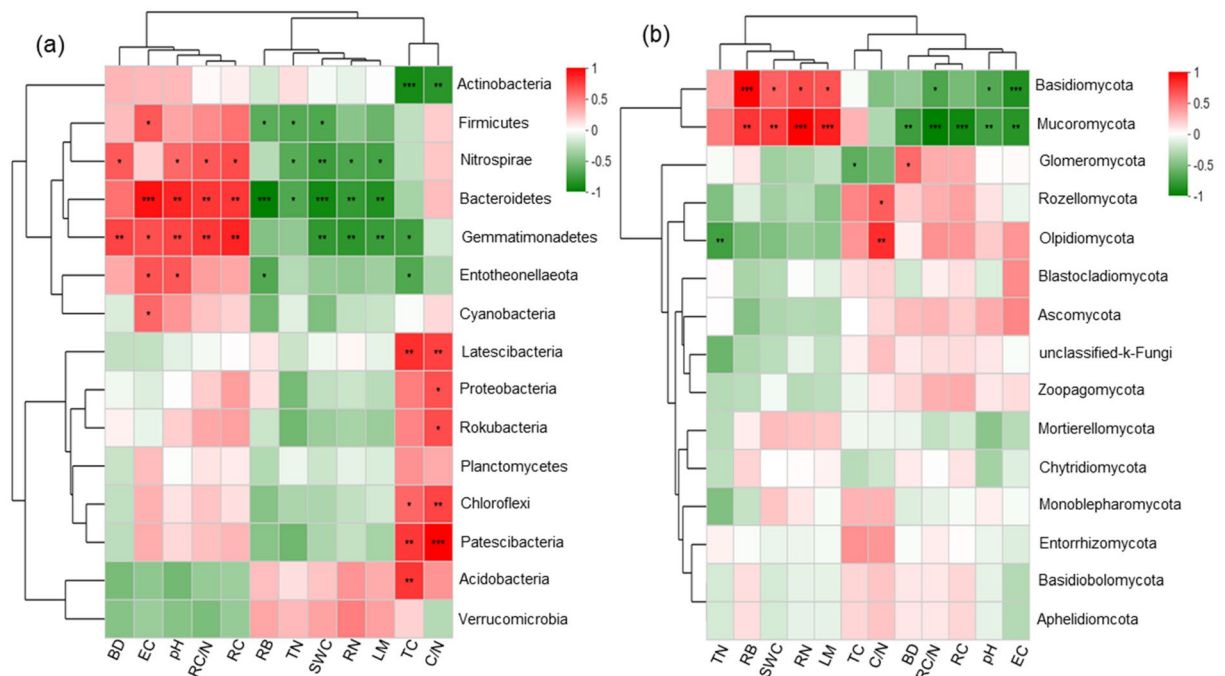 (a)
Actinobacteria
Firmicutes
Nitrospirae
Bacteroidetes
Gemmatimonadetes
Entotheonellaeota
Cyanobacteria
Latescibacteria
Proteobacteria
Rokubacteria
Planctomycetes
Chloroflexi
Patescibacteria
Acidobacteria
Verrucomicrobia
BD EC pH RC/N RC RB TN SWC RN LM TC C/N
1
0.5
0
-0.5
-1
*** **
* * * *
* * * * * ** * *
*** ** ** ** *** * *** ** **
** * ** ** ** ** ** ** *
* * * *
*
** **
*
*
* **
** ***
**
(b)
Basidiomycota
Mucoromycota
Glomeromycota
Rozellomycota
Olpidiomycota
Blastocladiomycota
Ascomycota
unclassified-k-Fungi
Zoopagomycota
Mortierellomycota
Chytridiomycota
Monoblepharomycota
Entorrhizomycota
Basidiobolomycota
Aphelidiomcota
TN RB SWC RN LM TC C/N BD RC/N RC pH EC
1
0.5
0
-0.5
-1
*** * * * * * ***
** ** *** *** ** *** *** ** **
* *
*
** **